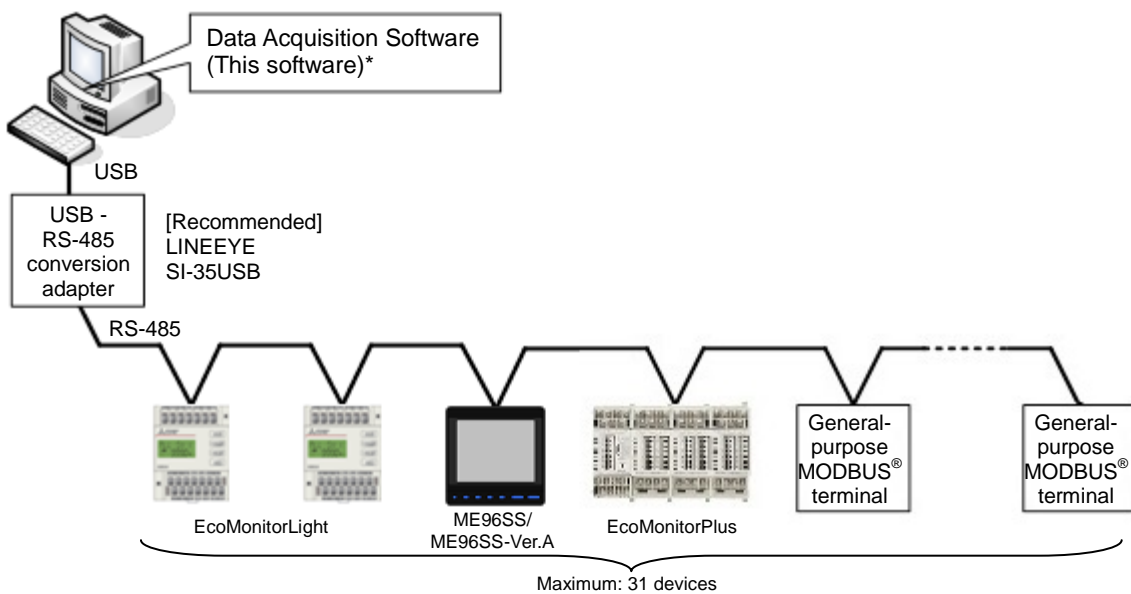 Data Acquisition Software
(This software)*
USB
USB -
RS-485
conversion
adapter
[Recommended]
LINEEYE
SI-35USB
RS-485
EcoMonitorLight
ME96SS/
ME96SS-Ver.A
EcoMonitorPlus
General-
purpose
MODBUS®
terminal
General-
purpose
MODBUS®
terminal
Maximum: 31 devices